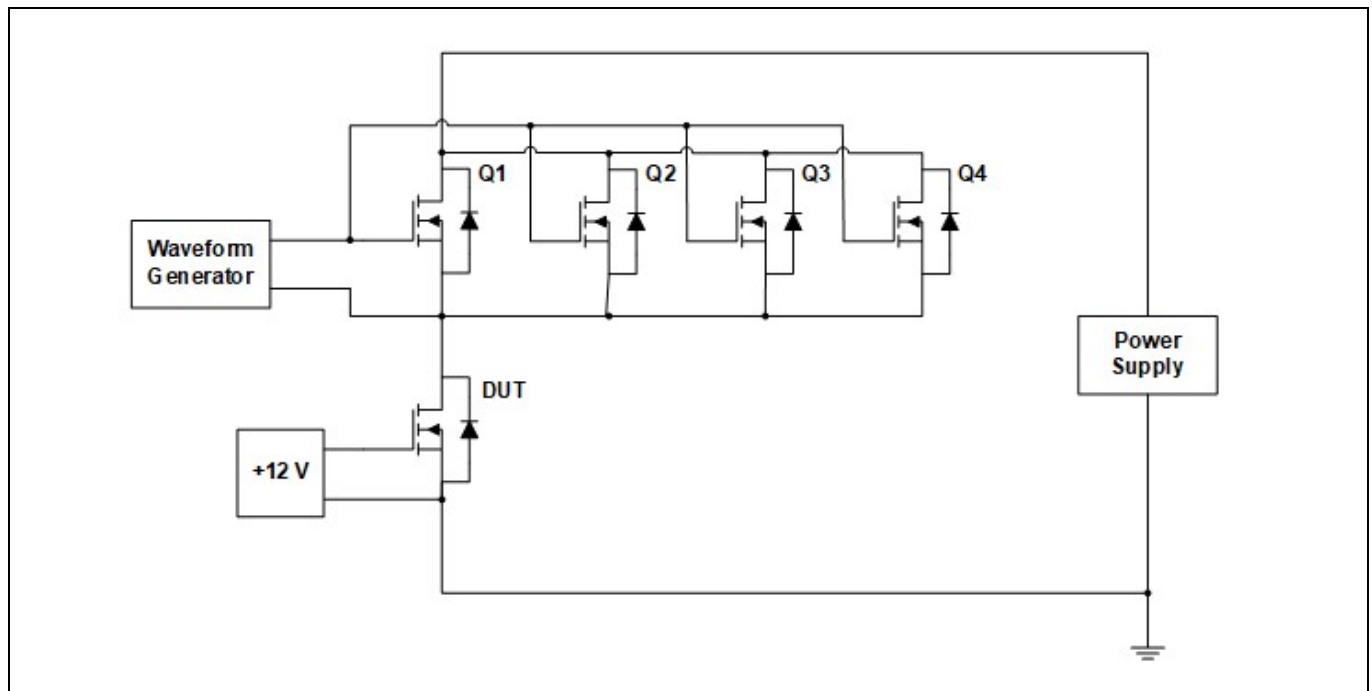 Q1
Q2
Q3
Q4
Waveform
Generator
Power
Supply
DUT
+12 V